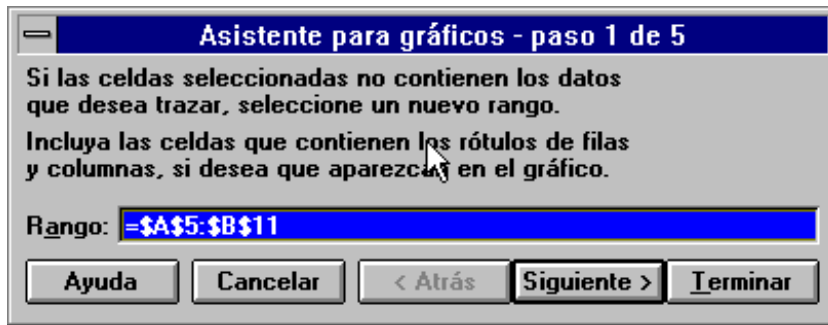 Asistente para gráficos - paso 1 de 5
Si las celdas seleccionadas no contienen los datos
que desea trazar, seleccione un nuevo rango.
Incluya las celdas que contienen los rótulos de filas
y columnas, si desea que aparezcan en el gráfico.
Rango: =$A$5:$B$11
Ayuda Cancelar < Atrás Siguiente > Terminar